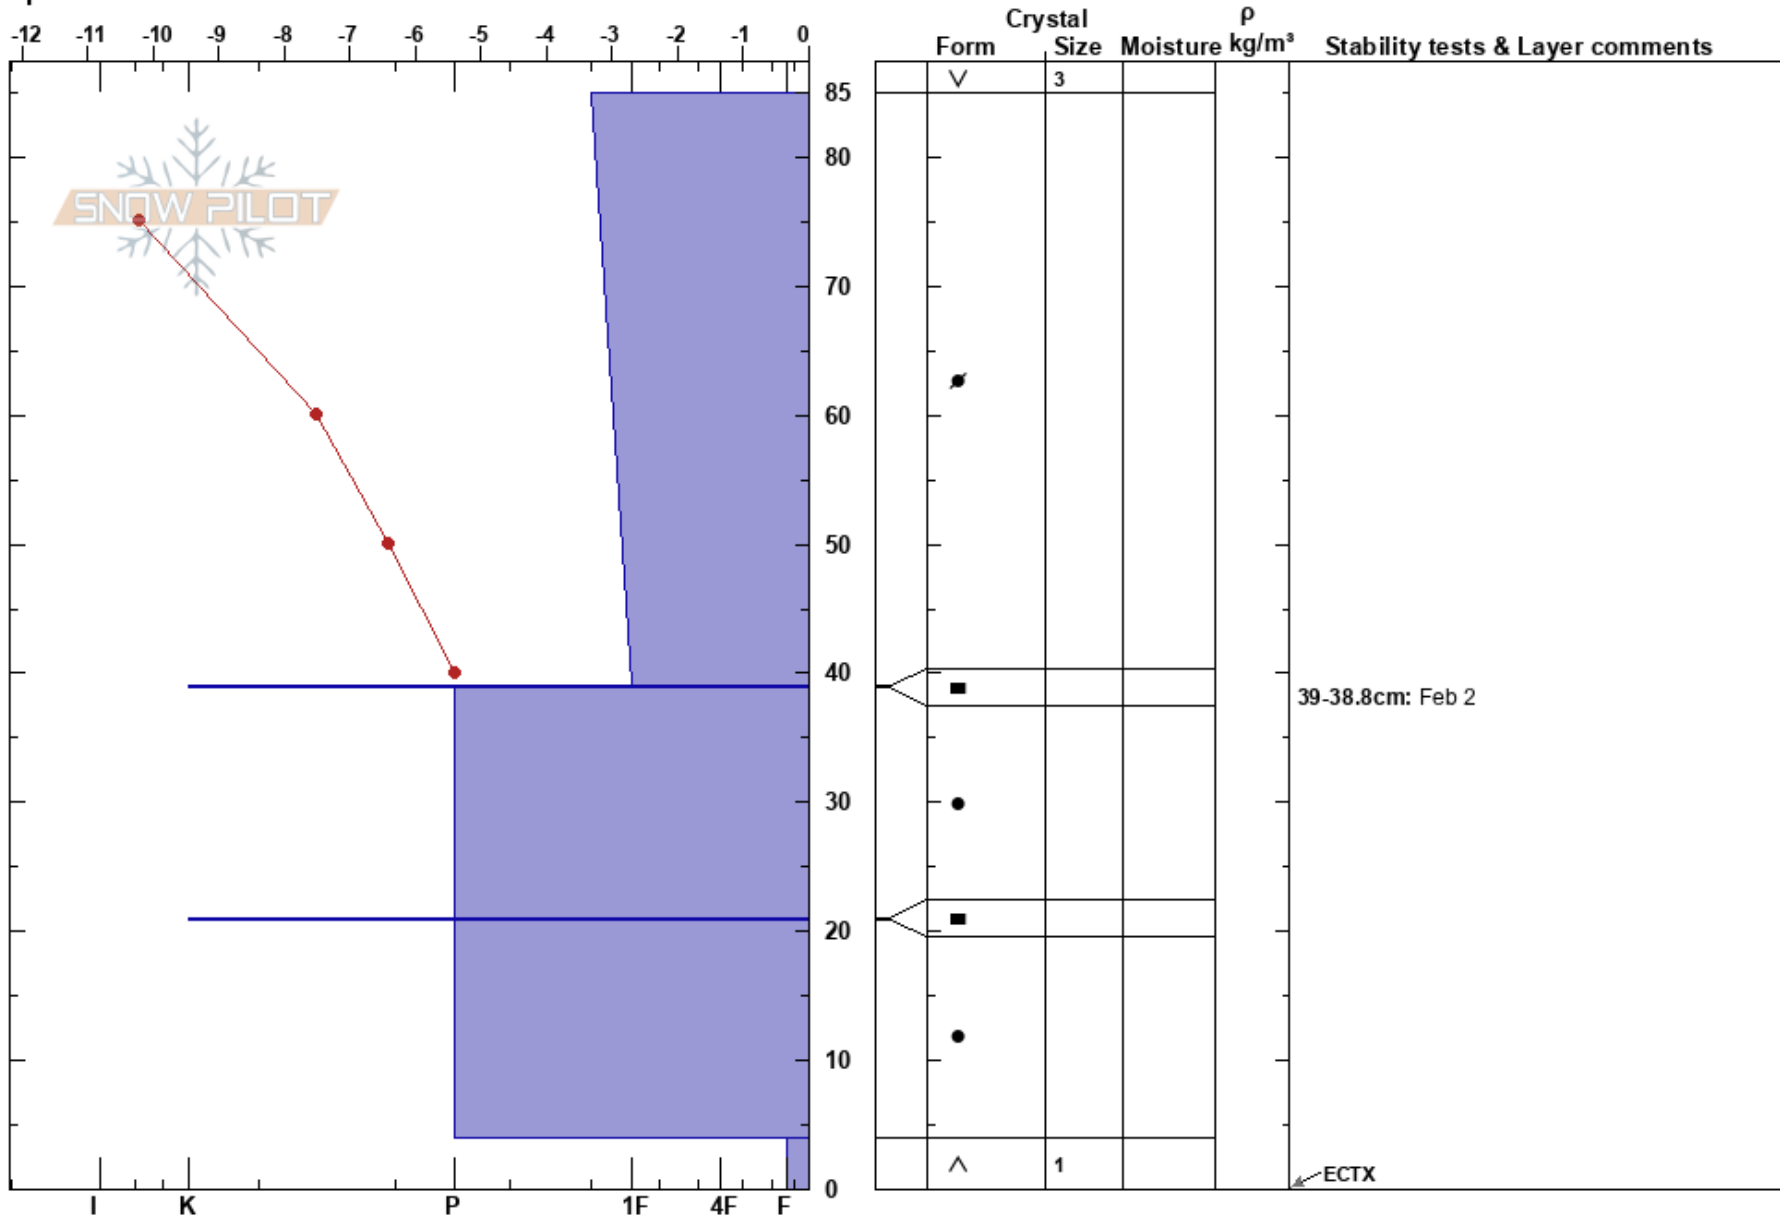 -12 -11 -10 -9 -8 -7 -6 -5 -4 -3 -2 -1 0
Crystal
Form Size Moisture ρ kg/m³ Stability tests & Layer comments
3
85
80
SNOW PILOT
70
60
50
40
39-38.8cm: Feb 2
30
20
10
1
ECTX
0
I K P 1F 4F F